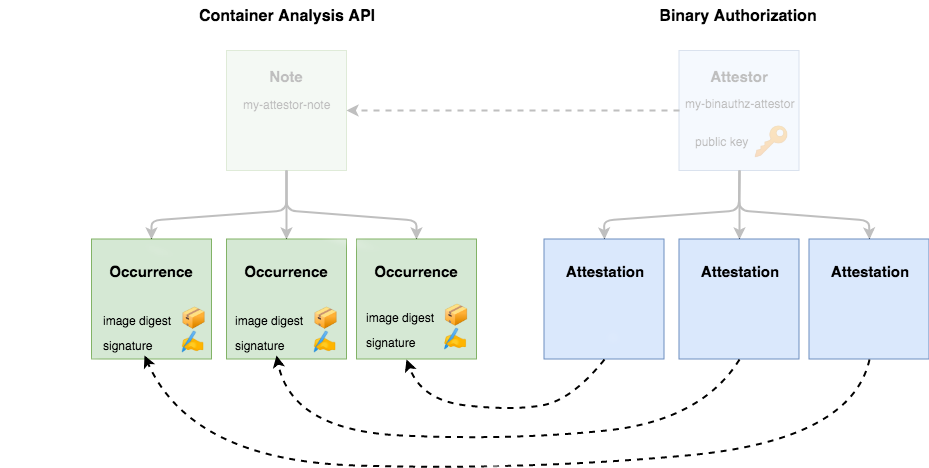 Container Analysis API
Binary Authorization
Note
my-attestor-note
Attestor
my-binauthz-attestor
public key
Occurrence
image digest
signature
Occurrence
image digest
signature
Occurrence
image digest
signature
Attestation
Attestation
Attestation